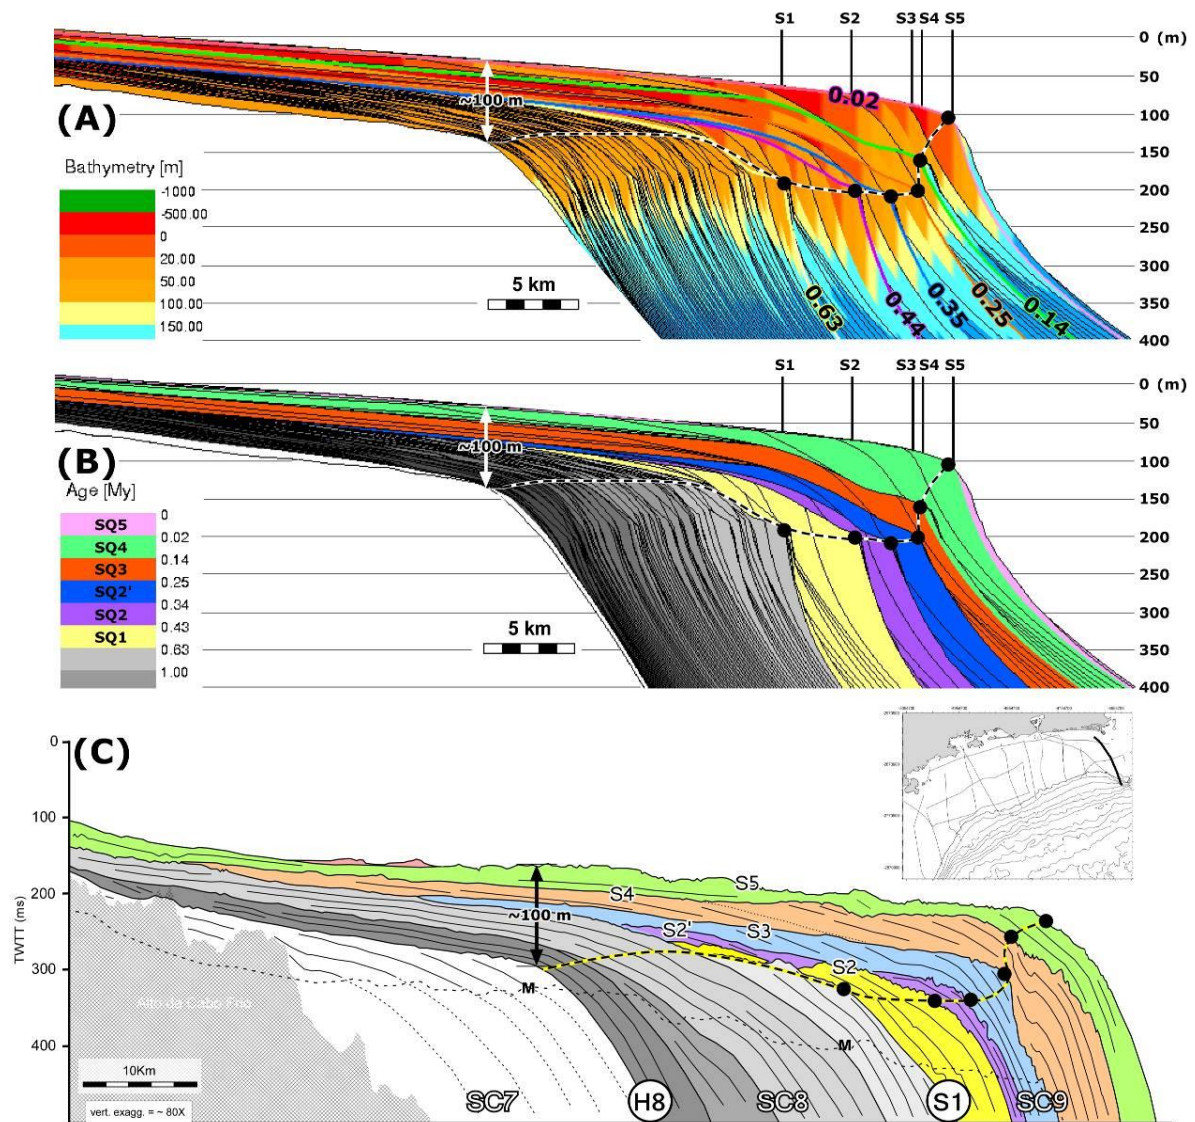 S1 S2 S3 S4 S5
0 (m)
50
0.02
~100 m
100
(A)
150
Bathymetry [m]
-1000
-500.00
0
20.00
50.00
100.00
150.00
200
250
5 km
300
350
0.63
0.44
0.35
0.25
0.14
400
S1 S2 S3 S4 S5
0 (m)
50
~100 m
100
(B)
150
Age [My]
SQ5
SQ4
SQ3
SQ2'
SQ2
SQ1
0
0.02
0.14
0.25
0.34
0.43
0.63
1.00
200
250
300
5 km
350
400
0
(C)
100
S5
S4
200
~100 m
S2'
S3
TWTT (ms)
S2
300
M
Alto de Cabo Frio
M
400
10Km
vert. exagg. = ~ 80X
SC7
H8
SC8
S1
SC9